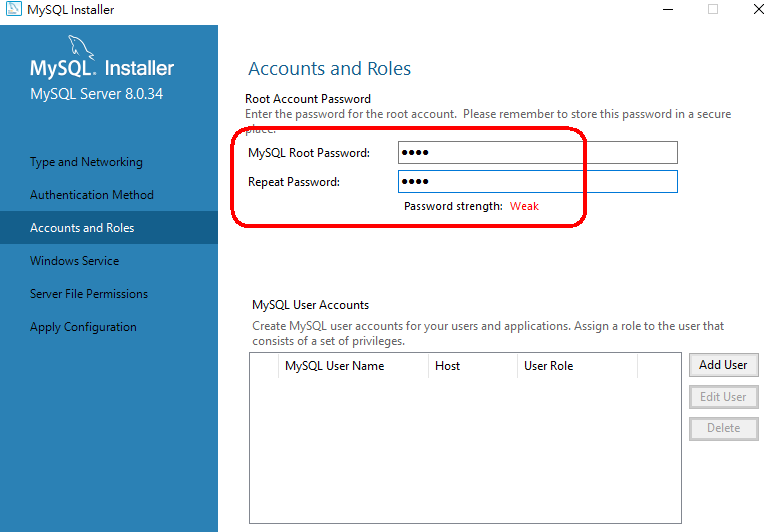 MySQL Installer
MySQL. Installer
MySQL Server 8.0.34
Type and Networking
Authentication Method
Accounts and Roles
Windows Service
Server File Permissions
Apply Configuration
Accounts and Roles
Root Account Password
Enter the password for the root account. Please remember to store this password in a secure
place.
MySQL Root Password: ●●●●
Repeat Password: ●●●●
Password strength: Weak
MySQL User Accounts
Create MySQL user accounts for your users and applications. Assign a role to the user that
consists of a set of privileges.
MySQL User Name Host User Role
Add User
Edit User
Delete